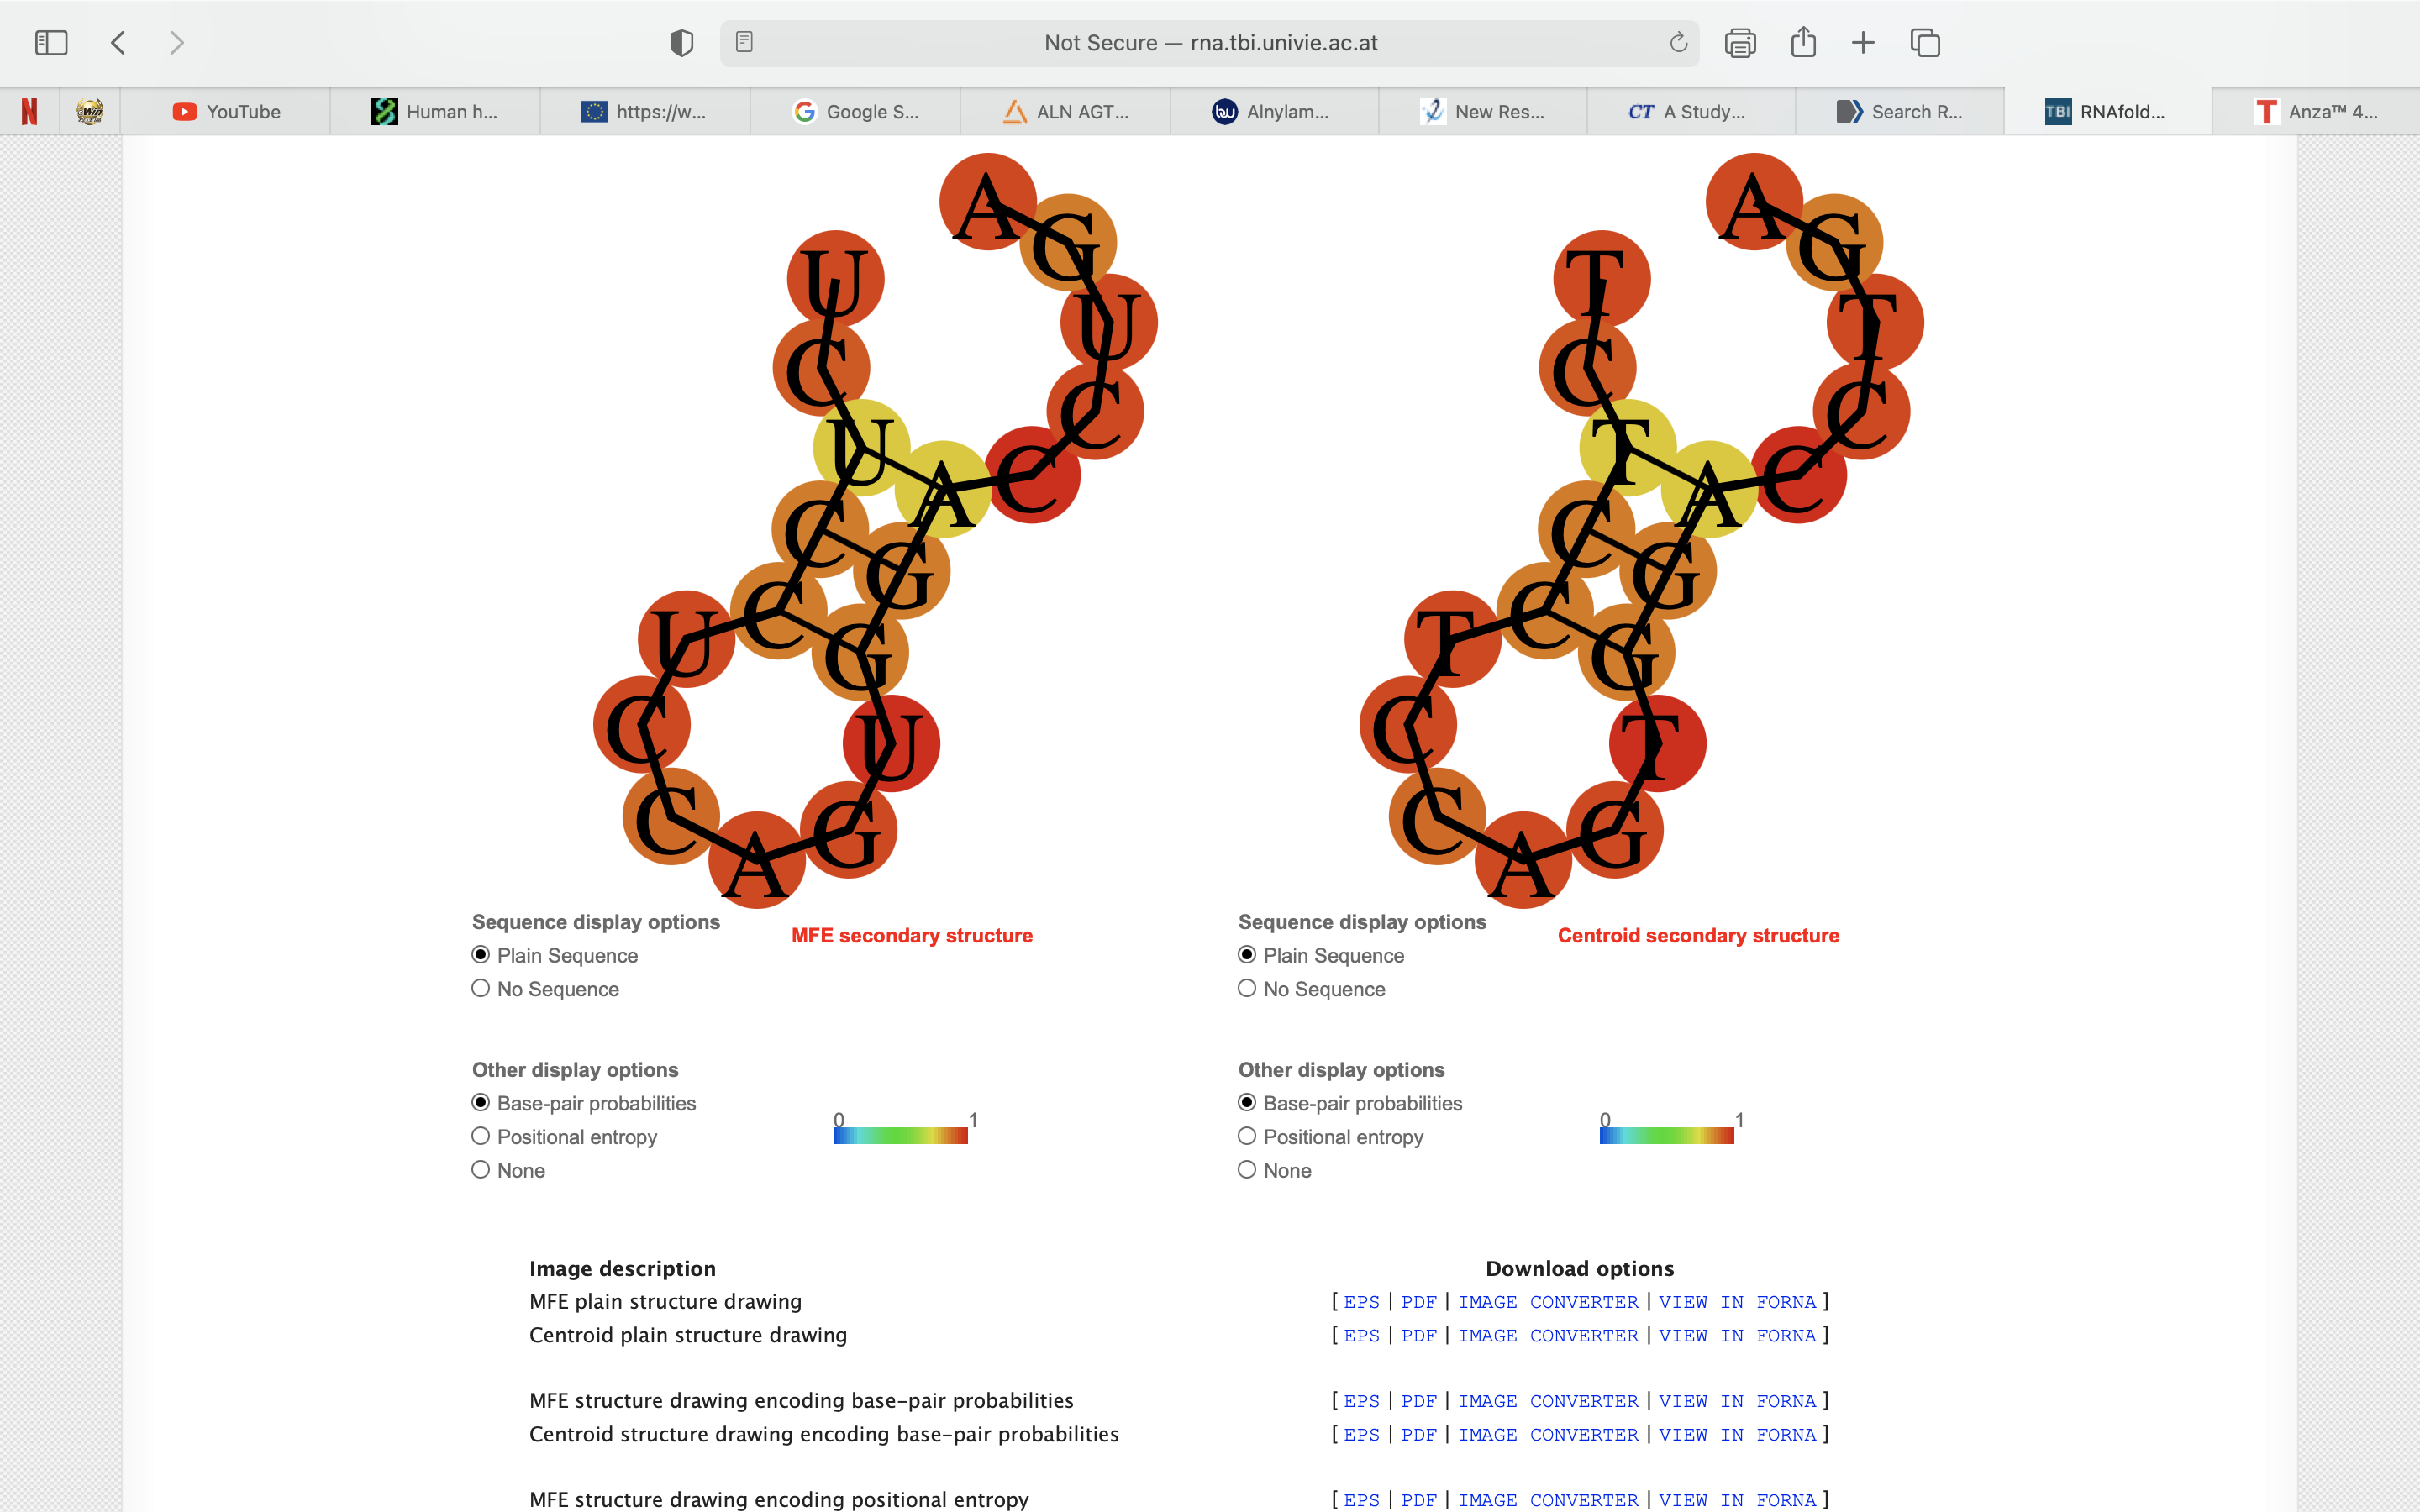 Not Secure — rna.tbi.univie.ac.at
N
Win
YouTube
Human h...
https://w...
G
Google S...
ALN AGT...
bu
Alnylam...
New Res...
CT
A Study...
Search R...
TBI
RNAfold...
T
Anza™ 4...
A
G
U
U
C
C
U
A
C
C
G
C
G
U
C
U
C
G
A
A
G
T
T
C
C
T
A
C
C
G
C
G
T
C
T
C
G
A
Sequence display options
MFE secondary structure
Plain Sequence
No Sequence
Other display options
Base-pair probabilities
0
1
Positional entropy
None
Sequence display options
Centroid secondary structure
Plain Sequence
No Sequence
Other display options
Base-pair probabilities
0
1
Positional entropy
None
Image description
Download options
MFE plain structure drawing
[ EPS | PDF | IMAGE CONVERTER | VIEW IN FORNA ]
Centroid plain structure drawing
[ EPS | PDF | IMAGE CONVERTER | VIEW IN FORNA ]
MFE structure drawing encoding base-pair probabilities
[ EPS | PDF | IMAGE CONVERTER | VIEW IN FORNA ]
Centroid structure drawing encoding base-pair probabilities
[ EPS | PDF | IMAGE CONVERTER | VIEW IN FORNA ]
MFE structure drawing encoding positional entropy
[ EPS | PDF | IMAGE CONVERTER | VIEW IN FORNA ]